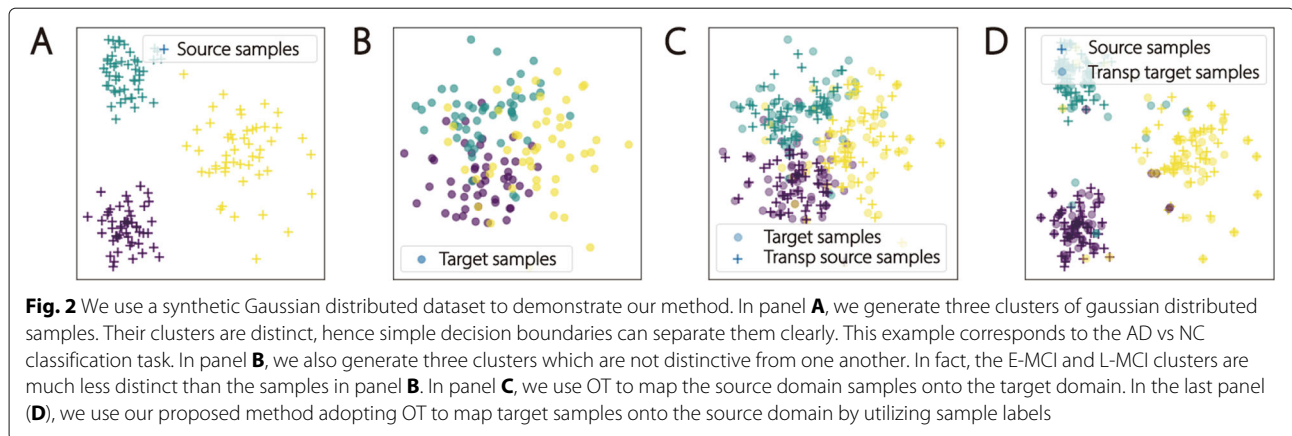 A
Source samples
B
Target samples
C
Target samples
Transp source samples
D
Source samples
Transp target samples
Fig. 2 We use a synthetic Gaussian distributed dataset to demonstrate our method. In panel A, we generate three clusters of gaussian distributed
samples. Their clusters are distinct, hence simple decision boundaries can separate them clearly. This example corresponds to the AD vs NC
classification task. In panel B, we also generate three clusters which are not distinctive from one another. In fact, the E-MCI and L-MCI clusters are
much less distinct than the samples in panel B. In panel C, we use OT to map the source domain samples onto the target domain. In the last panel
(D), we use our proposed method adopting OT to map target samples onto the source domain by utilizing sample labels